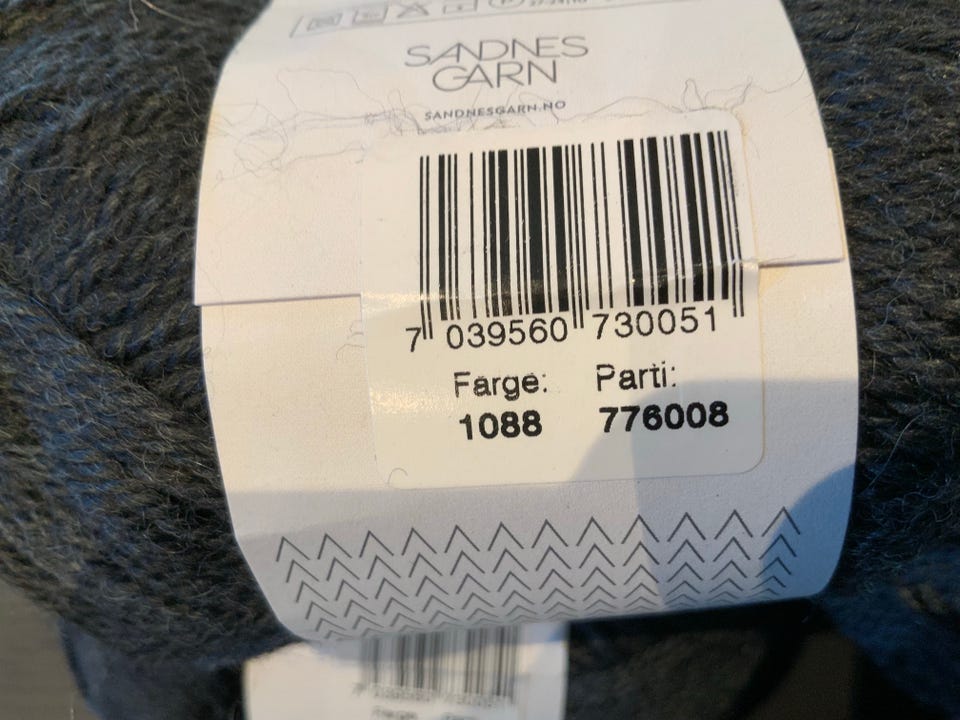 SANDNES
GARN
SANDNESGARN.NO
7 039560 730051
Farge: Parti:
1088 776008